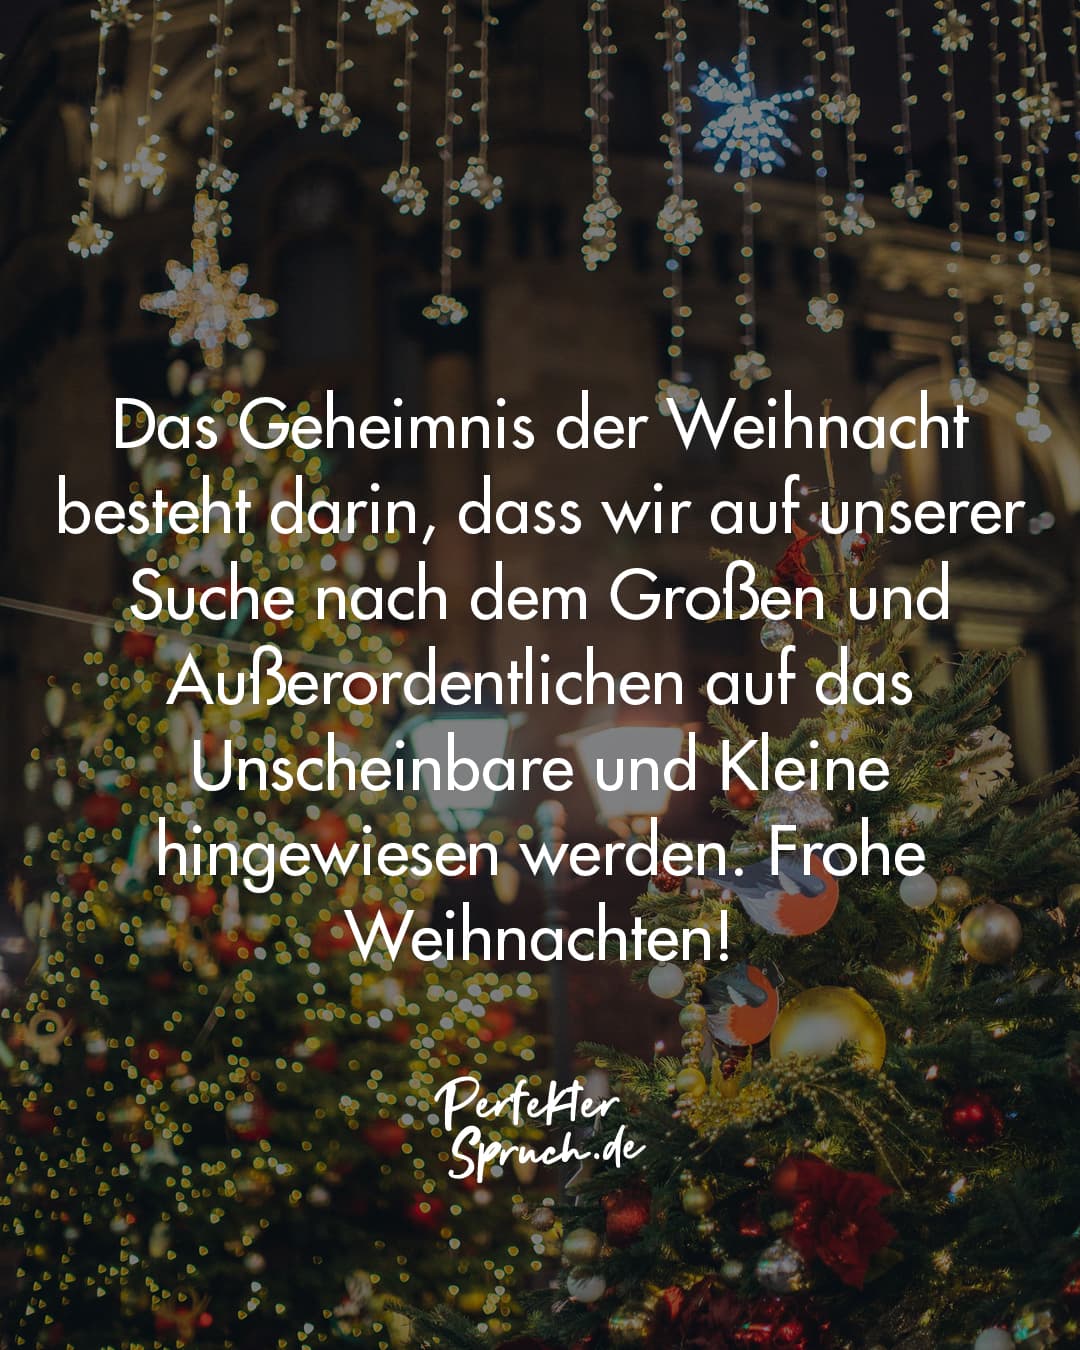 Das Geheimnis der Weihnacht
besteht darin, dass wir auf unserer
Suche nach dem Großen und
Außerordentlichen auf das
Unscheinbare und Kleine
hingewiesen werden. Frohe
Weihnachten!
Perfekter
Spruch.de